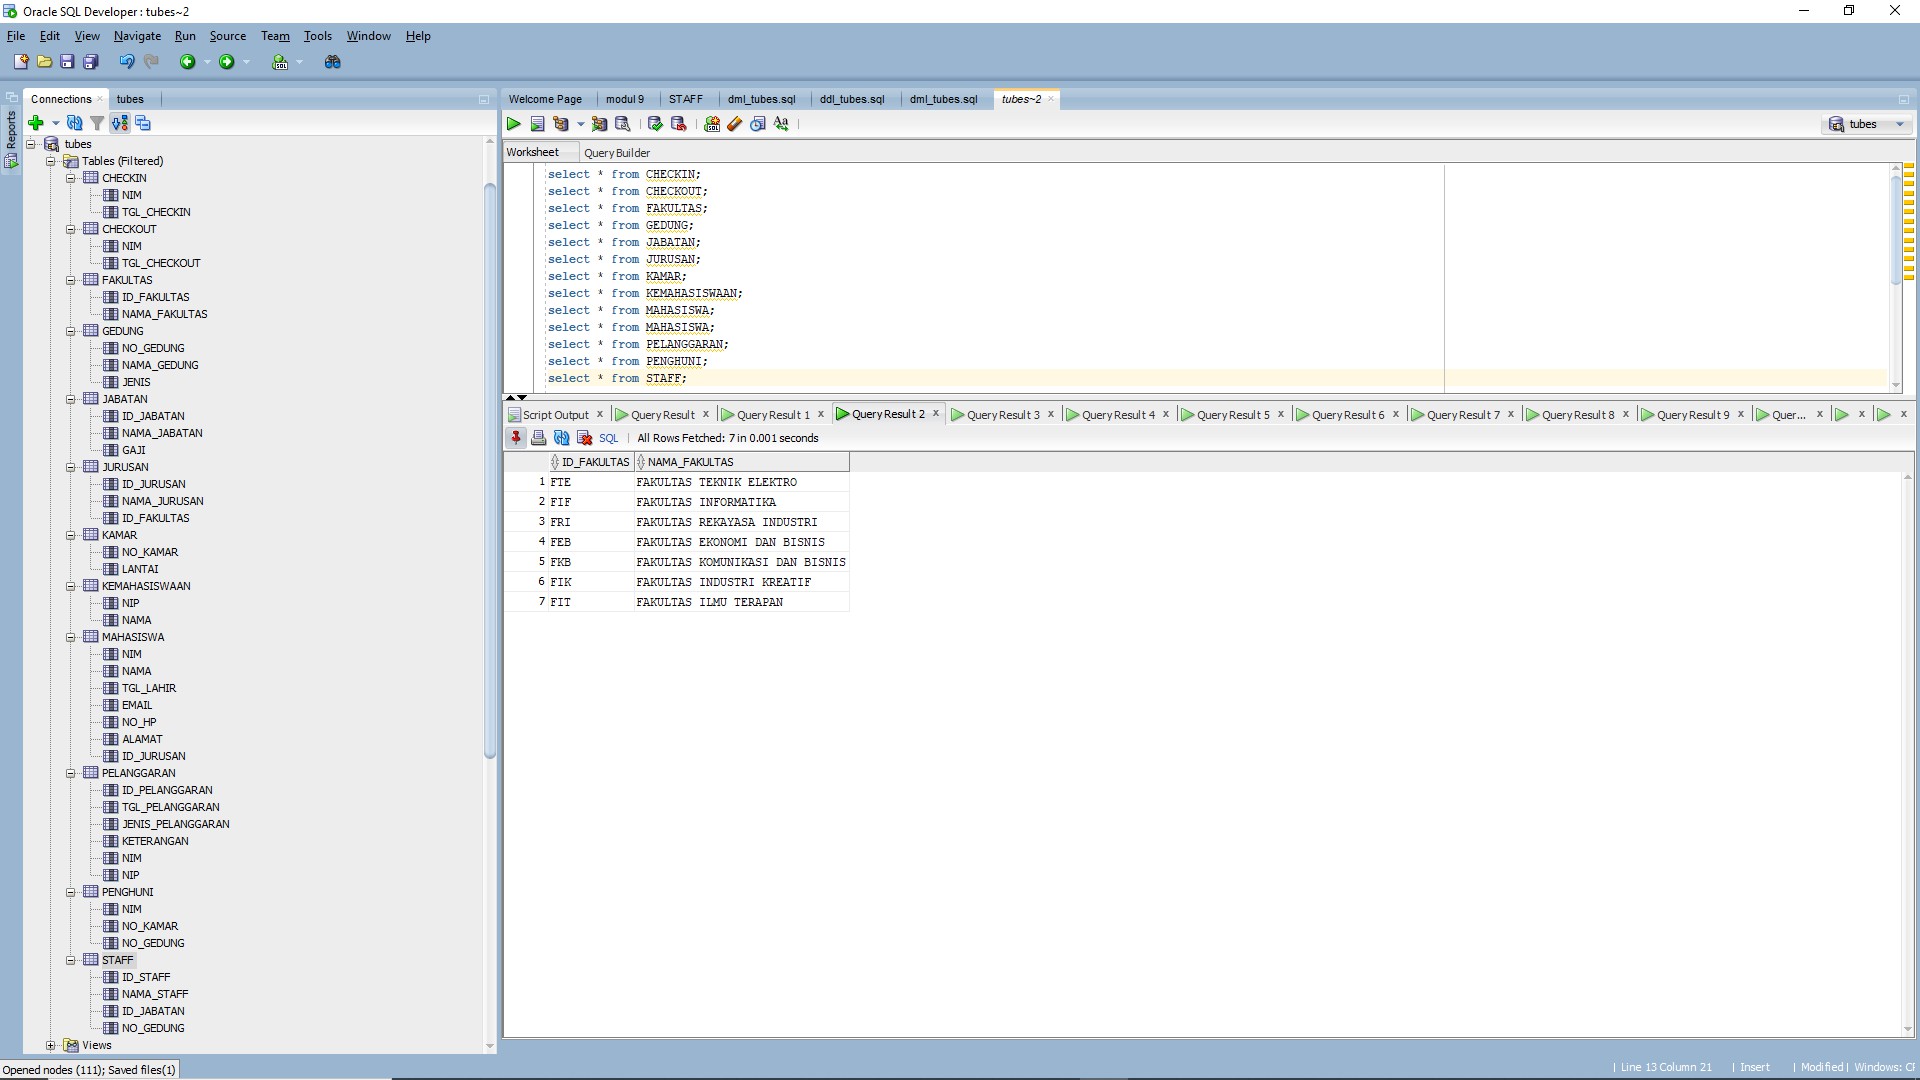 Oracle SQL Developer : tubes~2
File Edit View Navigate Run Source Team Tools Window Help
Reports
Connections tubes
tubes
Tables (Filtered)
CHECKIN
NIM
TGL_CHECKIN
CHECKOUT
NIM
TGL_CHECKOUT
FAKULTAS
ID_FAKULTAS
NAMA_FAKULTAS
GEDUNG
NO_GEDUNG
NAMA_GEDUNG
JENIS
JABATAN
ID_JABATAN
NAMA_JABATAN
GAJI
JURUSAN
ID_JURUSAN
NAMA_JURUSAN
ID_FAKULTAS
KAMAR
NO_KAMAR
LANTAI
KEMAHASISWAAN
NIP
NAMA
MAHASISWA
NIM
NAMA
TGL_LAHIR
EMAIL
NO_HP
ALAMAT
ID_JURUSAN
PELANGGARAN
ID_PELANGGARAN
TGL_PELANGGARAN
JENIS_PELANGGARAN
KETERANGAN
NIM
NIP
PENGHUNI
NIM
NO_KAMAR
NO_GEDUNG
STAFF
ID_STAFF
NAMA_STAFF
ID_JABATAN
NO_GEDUNG
Views
Welcome Page modul 9 STAFF dml_tubes.sql ddl_tubes.sql dml_tubes.sql tubes~2
tubes
Worksheet Query Builder
select * from CHECKIN;
select * from CHECKOUT;
select * from FAKULTAS;
select * from GEDUNG;
select * from JABATAN;
select * from JURUSAN;
select * from KAMAR;
select * from KEMAHASISWAAN;
select * from MAHASISWA;
select * from MAHASISWA;
select * from PELANGGARAN;
select * from PENGHUNI;
select * from STAFF;
Script Output Query Result Query Result 1 Query Result 2 Query Result 3 Query Result 4 Query Result 5 Query Result 6 Query Result 7 Query Result 8 Query Result 9 Quer...
SQL | All Rows Fetched: 7 in 0.001 seconds
ID_FAKULTAS NAMA_FAKULTAS
1 FTE FAKULTAS TEKNIK ELEKTRO
2 FIF FAKULTAS INFORMATIKA
3 FRI FAKULTAS REKAYASA INDUSTRI
4 FEB FAKULTAS EKONOMI DAN BISNIS
5 FKB FAKULTAS KOMUNIKASI DAN BISNIS
6 FIK FAKULTAS INDUSTRI KREATIF
7 FIT FAKULTAS ILMU TERAPAN
Opened nodes (111); Saved files(1)
| Line 13 Column 21 | Insert | Modified | Windows: CF